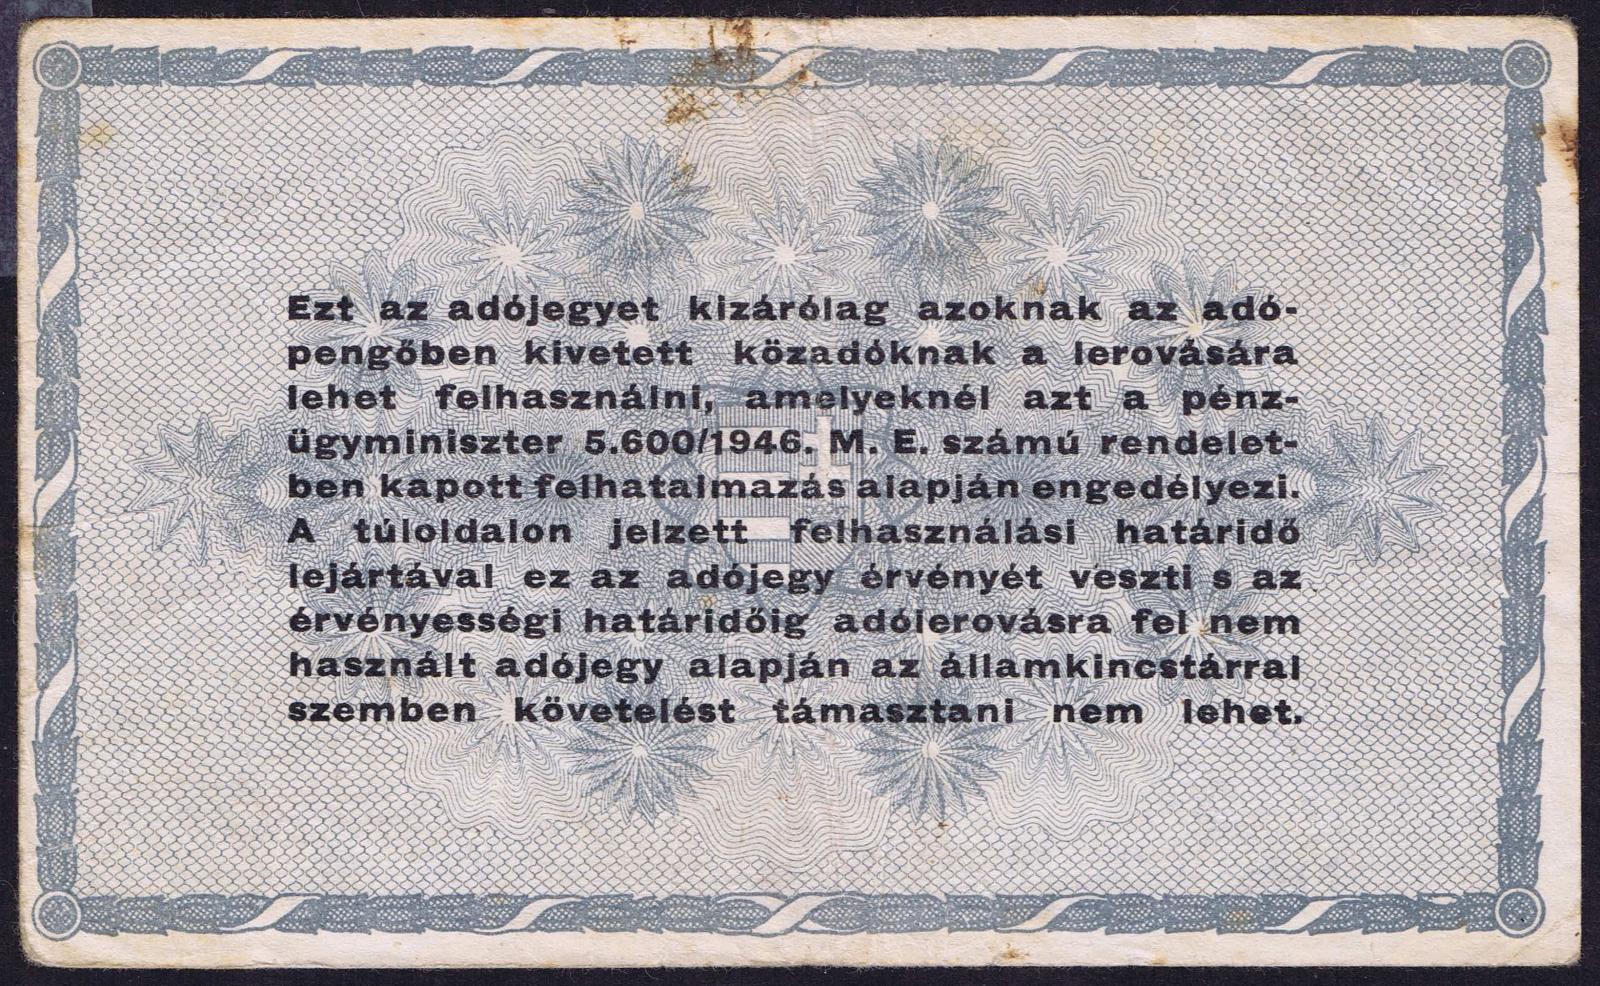 Ezt az adójegyet kizárólag azoknak az adó-
pengőben kivetett közadóknak a lerovására
lehet felhasználni, amelyeknél azt a pénz-
ügyminiszter 5.600/1946. M. E. számú rendelet-
ben kapott felhatalmazás alapján engedélyezi.
A túloldalon jelzett felhasználási határidő
lejártával ez az adójegy érvényét veszti s az
érvényességi határidőig adólerovásra fel nem
használt adójegy alapján az államkincstárral
szemben követelést támasztani nem lehet.